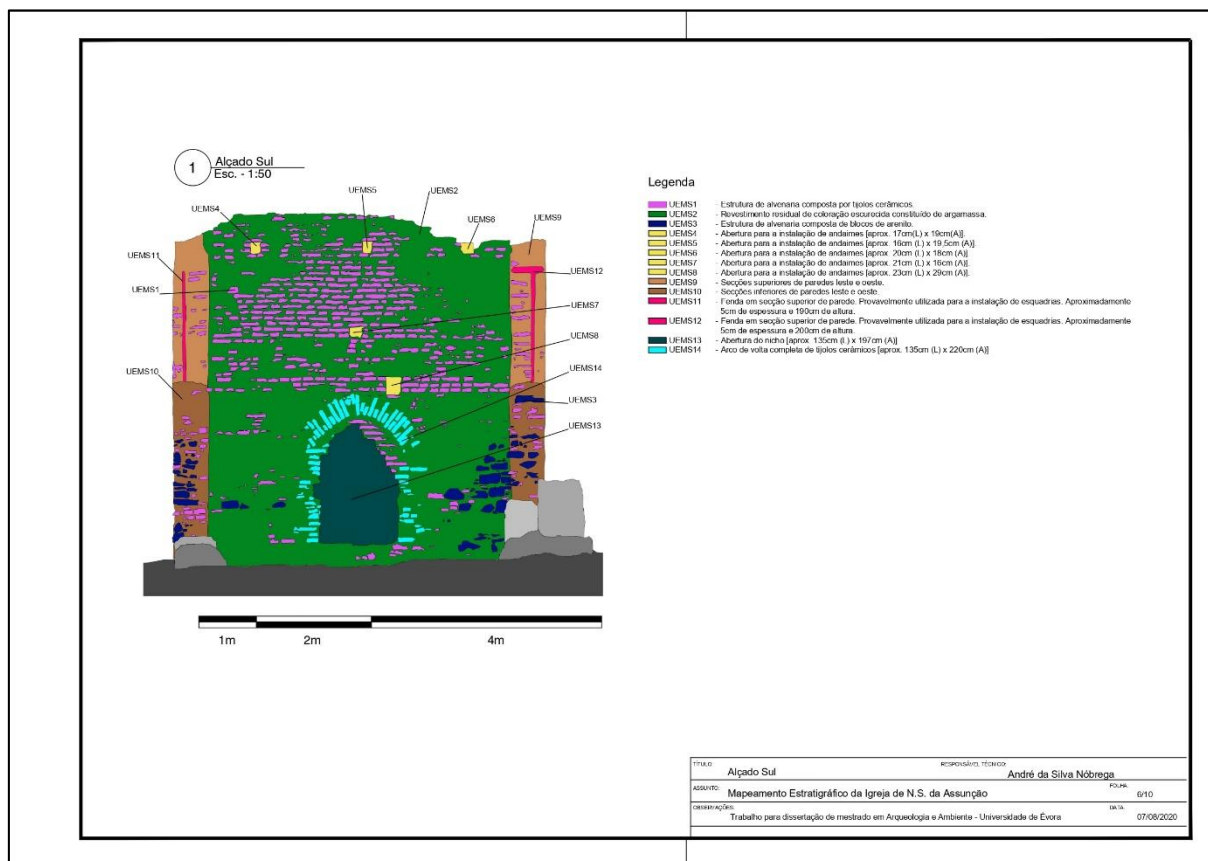 1
Alçado Sul
Esc. - 1:50
UEMS4
UEMS5
UEMS2
UEMS6
UEMS9
UEMS11
UEMS12
UEMS1
UEMS7
UEMS8
UEMS14
UEMS10
UEMS3
UEMS13
1m 2m 4m
Legenda
UEMS1 - Estrutura de alvenaria composta por tijolos cerâmicos.
UEMS2 - Revestimento residual de coloração escurecida constituído de argamassa.
UEMS3 - Estrutura de alvenaria composta de blocos de arenito.
UEMS4 - Abertura para a instalação de andaimes [aprox. 17cm(L) x 19cm(A)].
UEMS5 - Abertura para a instalação de andaimes [aprox. 16cm (L) x 19,5cm (A)].
UEMS6 - Abertura para a instalação de andaimes [aprox. 20cm (L) x 18cm (A)]
UEMS7 - Abertura para a instalação de andaimes [aprox. 21cm (L) x 16cm (A)]
UEMS8 - Abertura para a instalação de andaimes [aprox. 23cm (L) x 29cm (A)].
UEMS9 - Secções superiores de paredes leste e oeste.
UEMS10 - Secções inferiores de paredes leste e oeste.
UEMS11 - Fenda em secção superior de parede. Provavelmente utilizada para a instalação de esquadrias. Aproximadamente
5cm de espessura e 190cm de altura.
UEMS12 - Fenda em secção superior de parede. Provavelmente utilizada para a instalação de esquadrias. Aproximadamente
5cm de espessura e 200cm de altura.
UEMS13 - Abertura do nicho [aprox. 135cm (L) x 197cm (A)]
UEMS14 - Arco de volta completa de tijolos cerâmicos [aprox. 135cm (L) x 220cm (A)]
TÍTULO: Alçado Sul RESPONSÁVEL TÉCNICO: André da Silva Nóbrega
ASSUNTO: Mapeamento Estratigráfico da Igreja de N.S. da Assunção FOLHA: 6/10
OBSERVAÇÕES: Trabalho para dissertação de mestrado em Arqueologia e Ambiente - Universidade de Évora DATA: 07/08/2020